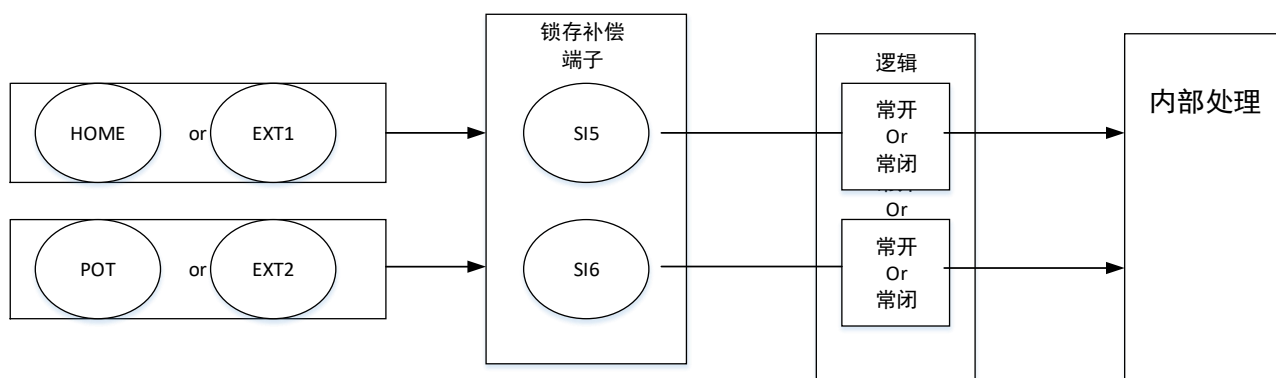 锁存补偿
端子
逻辑
内部处理
HOME or EXT1
SI5
常开
Or
常闭
Or
POT or EXT2
SI6
常开
Or
常闭